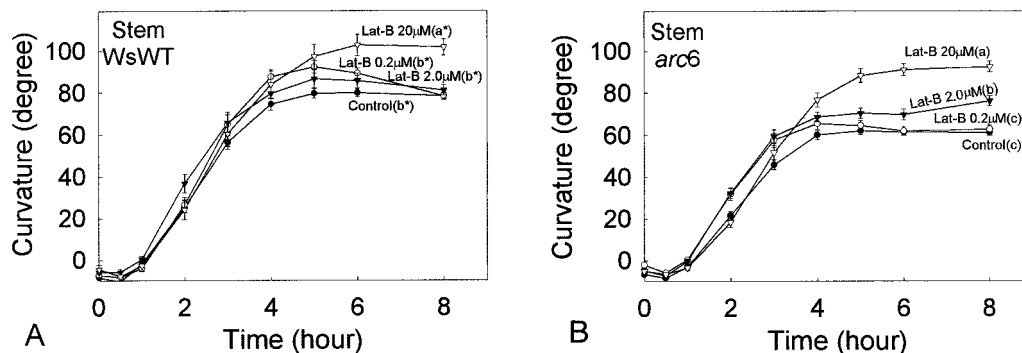 Stem
WsWT
Lat-B 20μM(a*)
Lat-B 0.2μM(b*)
Lat-B 2.0μM(b*)
Control(b*)
Curvature (degree)
100
80
60
40
20
0
0 2 4 6 8
Time (hour)
A
Stem
arc6
Lat-B 20μM(a)
Lat-B 2.0μM(b)
Lat-B 0.2μM(c)
Control(c)
Curvature (degree)
100
80
60
40
20
0
0 2 4 6 8
Time (hour)
B